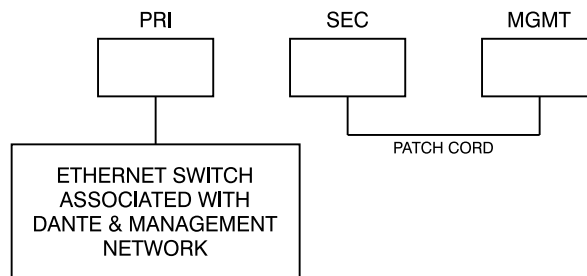 PRI
SEC
MGMT
PATCH CORD
ETHERNET SWITCH
ASSOCIATED WITH
DANTE & MANAGEMENT
NETWORK